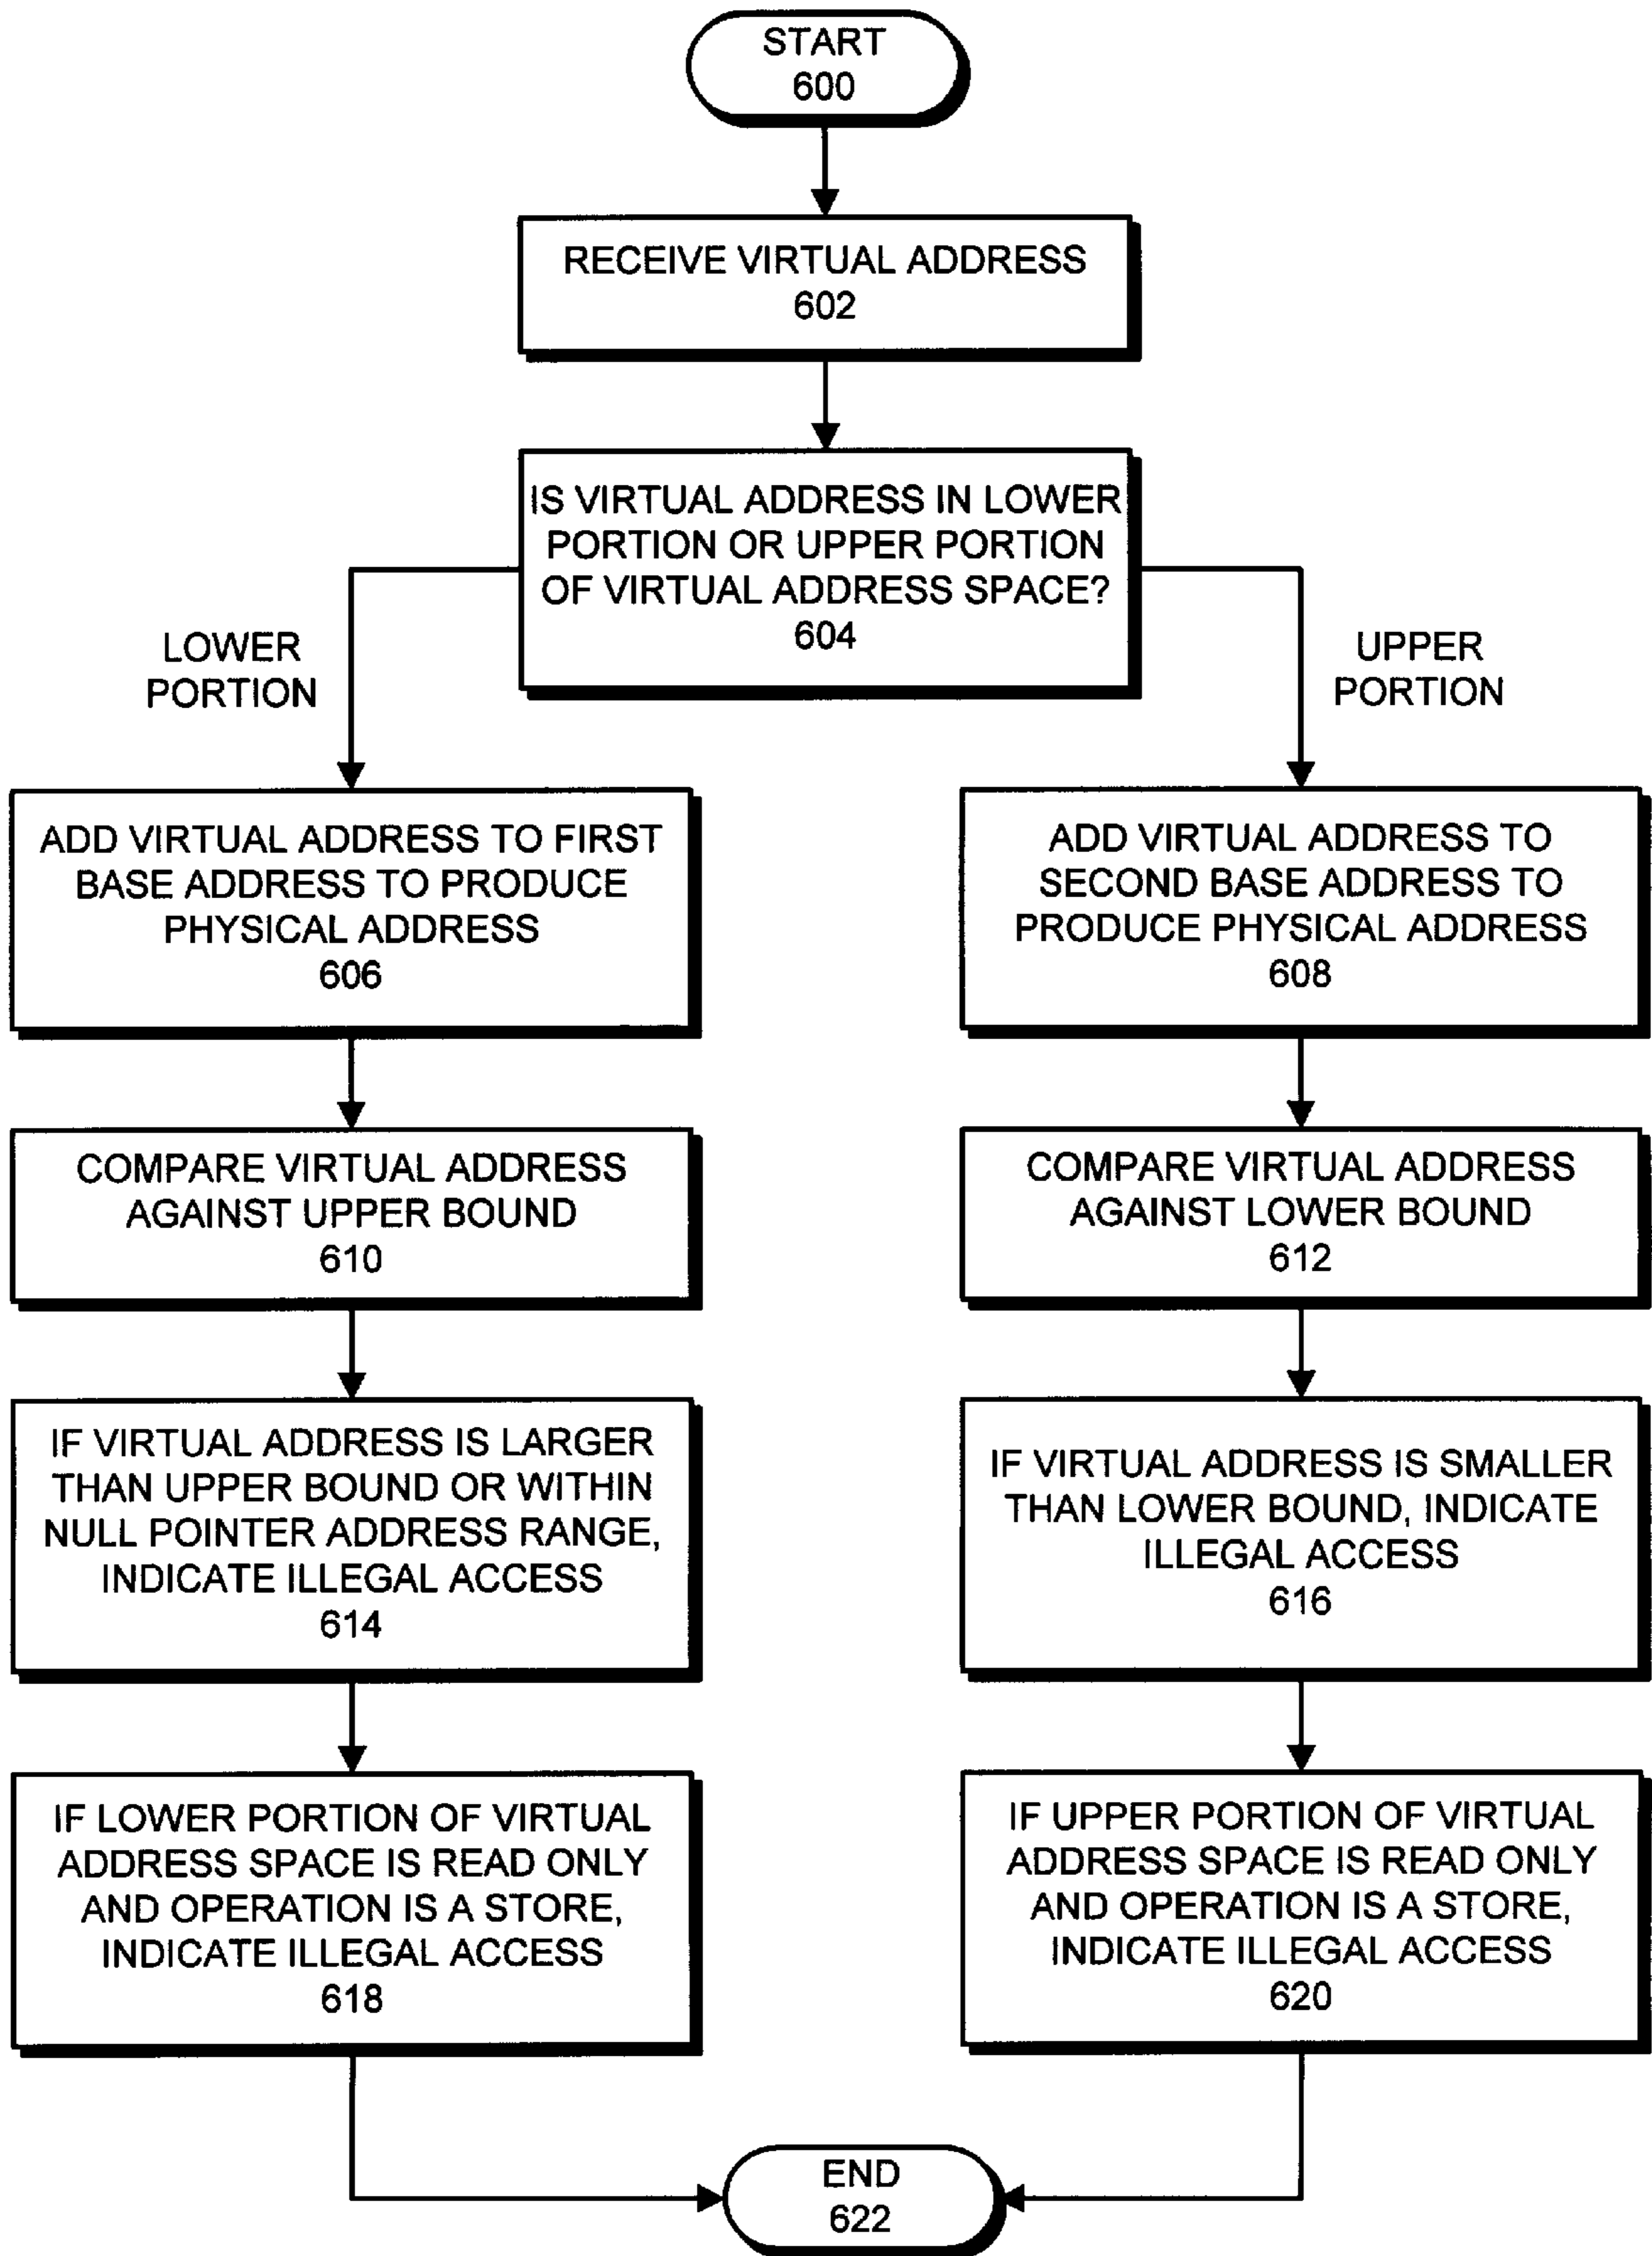 START
600
RECEIVE VIRTUAL ADDRESS
602
IS VIRTUAL ADDRESS IN LOWER
PORTION OR UPPER PORTION
OF VIRTUAL ADDRESS SPACE?
604
LOWER
PORTION
UPPER
PORTION
ADD VIRTUAL ADDRESS TO FIRST
BASE ADDRESS TO PRODUCE
PHYSICAL ADDRESS
606
ADD VIRTUAL ADDRESS TO
SECOND BASE ADDRESS TO
PRODUCE PHYSICAL ADDRESS
608
COMPARE VIRTUAL ADDRESS
AGAINST UPPER BOUND
610
COMPARE VIRTUAL ADDRESS
AGAINST LOWER BOUND
612
IF VIRTUAL ADDRESS IS LARGER
THAN UPPER BOUND OR WITHIN
NULL POINTER ADDRESS RANGE,
INDICATE ILLEGAL ACCESS
614
IF VIRTUAL ADDRESS IS SMALLER
THAN LOWER BOUND, INDICATE
ILLEGAL ACCESS
616
IF LOWER PORTION OF VIRTUAL
ADDRESS SPACE IS READ ONLY
AND OPERATION IS A STORE,
INDICATE ILLEGAL ACCESS
618
IF UPPER PORTION OF VIRTUAL
ADDRESS SPACE IS READ ONLY
AND OPERATION IS A STORE,
INDICATE ILLEGAL ACCESS
620
END
622